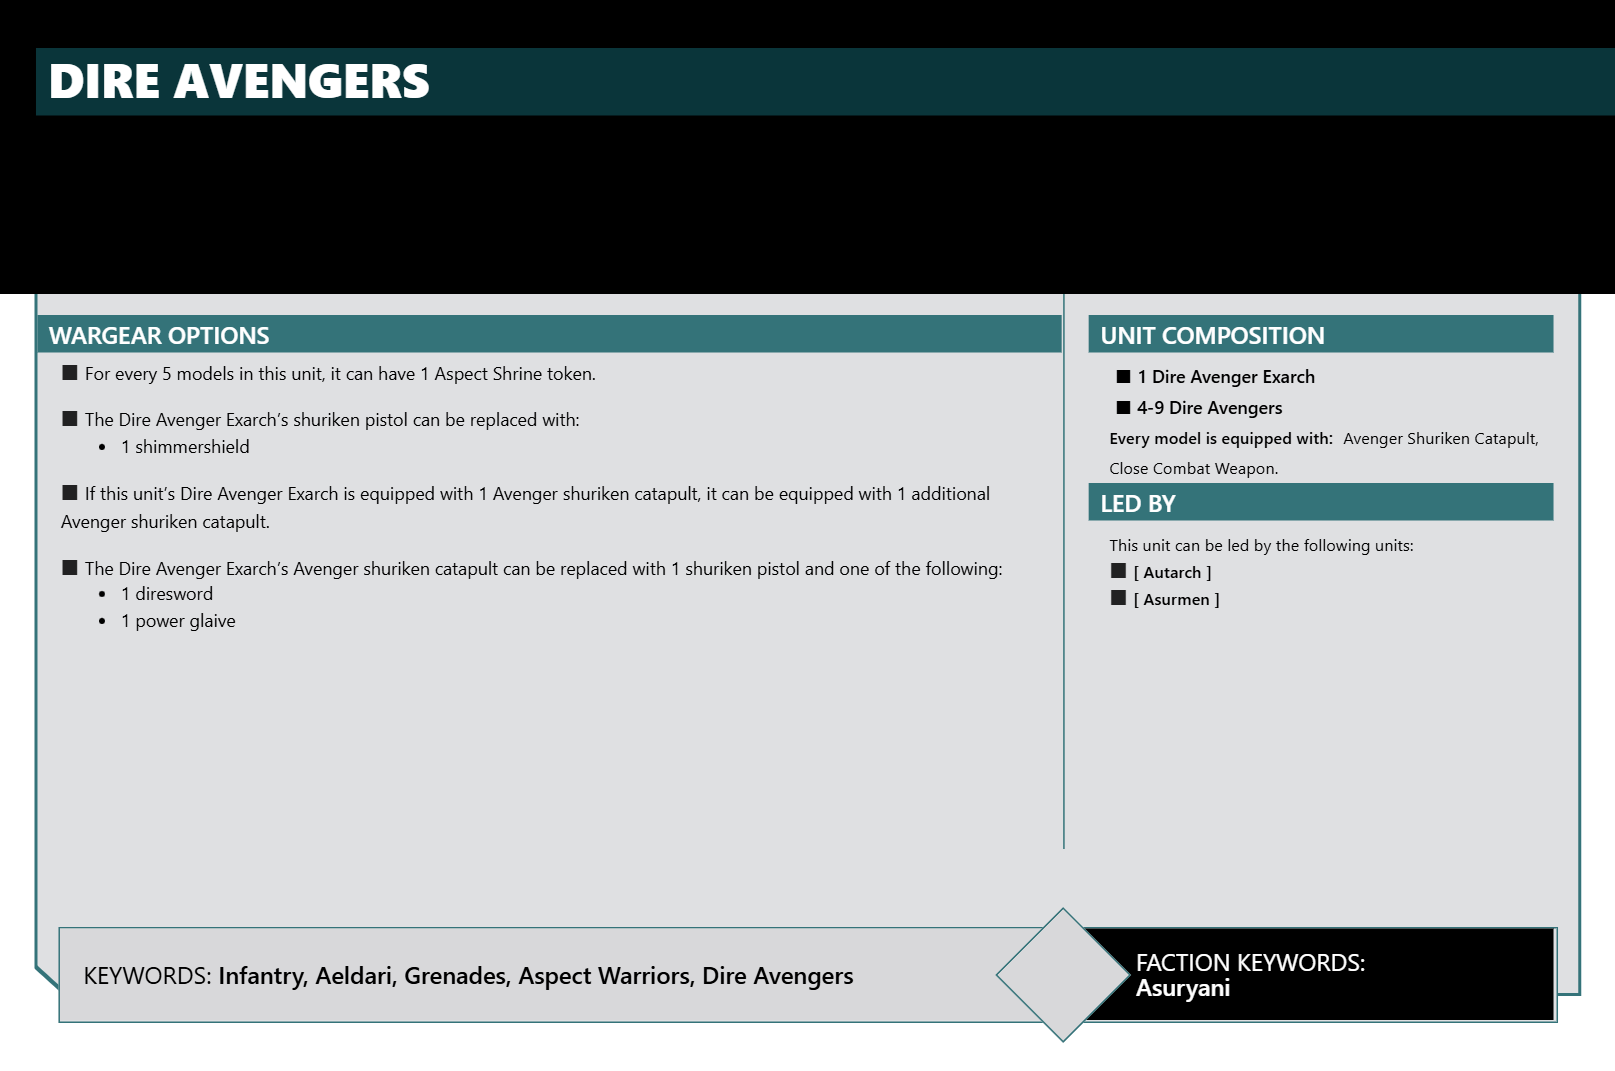 DIRE AVENGERS
WARGEAR OPTIONS
■ For every 5 models in this unit, it can have 1 Aspect Shrine token.
■ The Dire Avenger Exarch's shuriken pistol can be replaced with:
• 1 shimmershield
■ If this unit's Dire Avenger Exarch is equipped with 1 Avenger shuriken catapult, it can be equipped with 1 additional
Avenger shuriken catapult.
■ The Dire Avenger Exarch's Avenger shuriken catapult can be replaced with 1 shuriken pistol and one of the following:
• 1 diresword
• 1 power glaive
UNIT COMPOSITION
■ 1 Dire Avenger Exarch
■ 4-9 Dire Avengers
Every model is equipped with: Avenger Shuriken Catapult,
Close Combat Weapon.
LED BY
This unit can be led by the following units:
■ [ Autarch ]
■ [ Asurmen ]
KEYWORDS: Infantry, Aeldari, Grenades, Aspect Warriors, Dire Avengers
FACTION KEYWORDS:
Asuryani